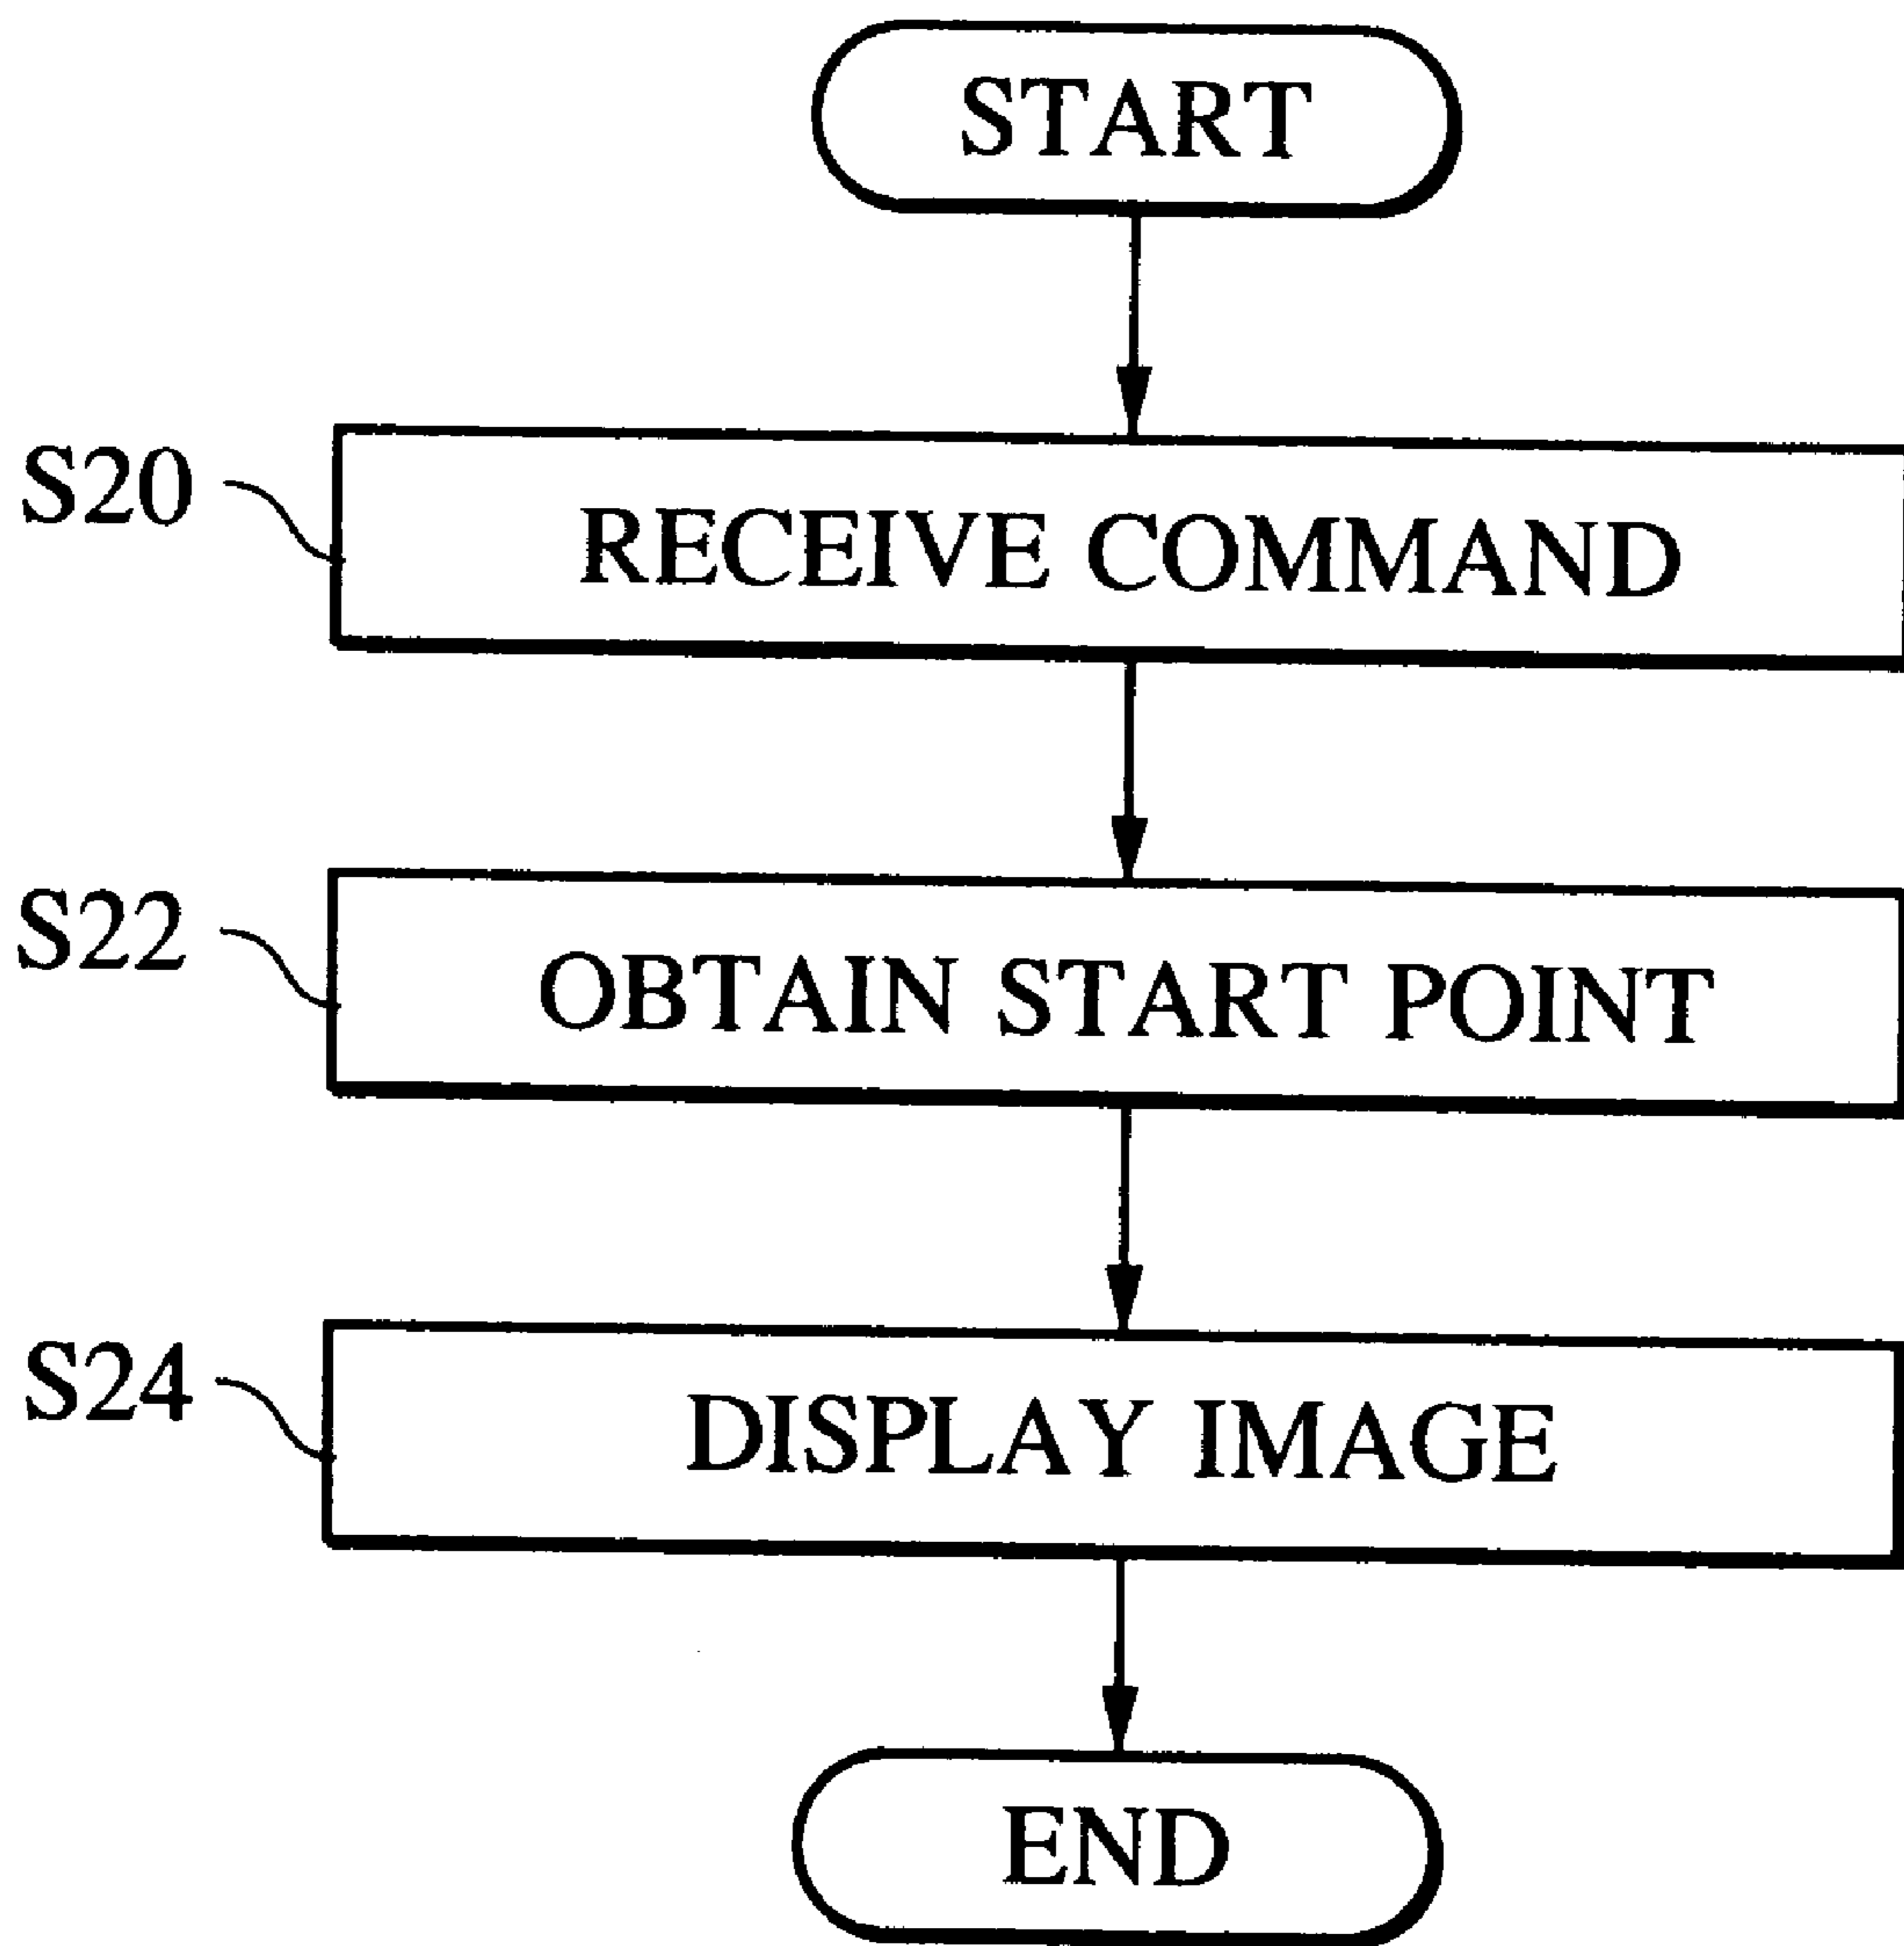 START
S20
RECEIVE COMMAND
S22
OBTAIN START POINT
S24
DISPLAY IMAGE
END